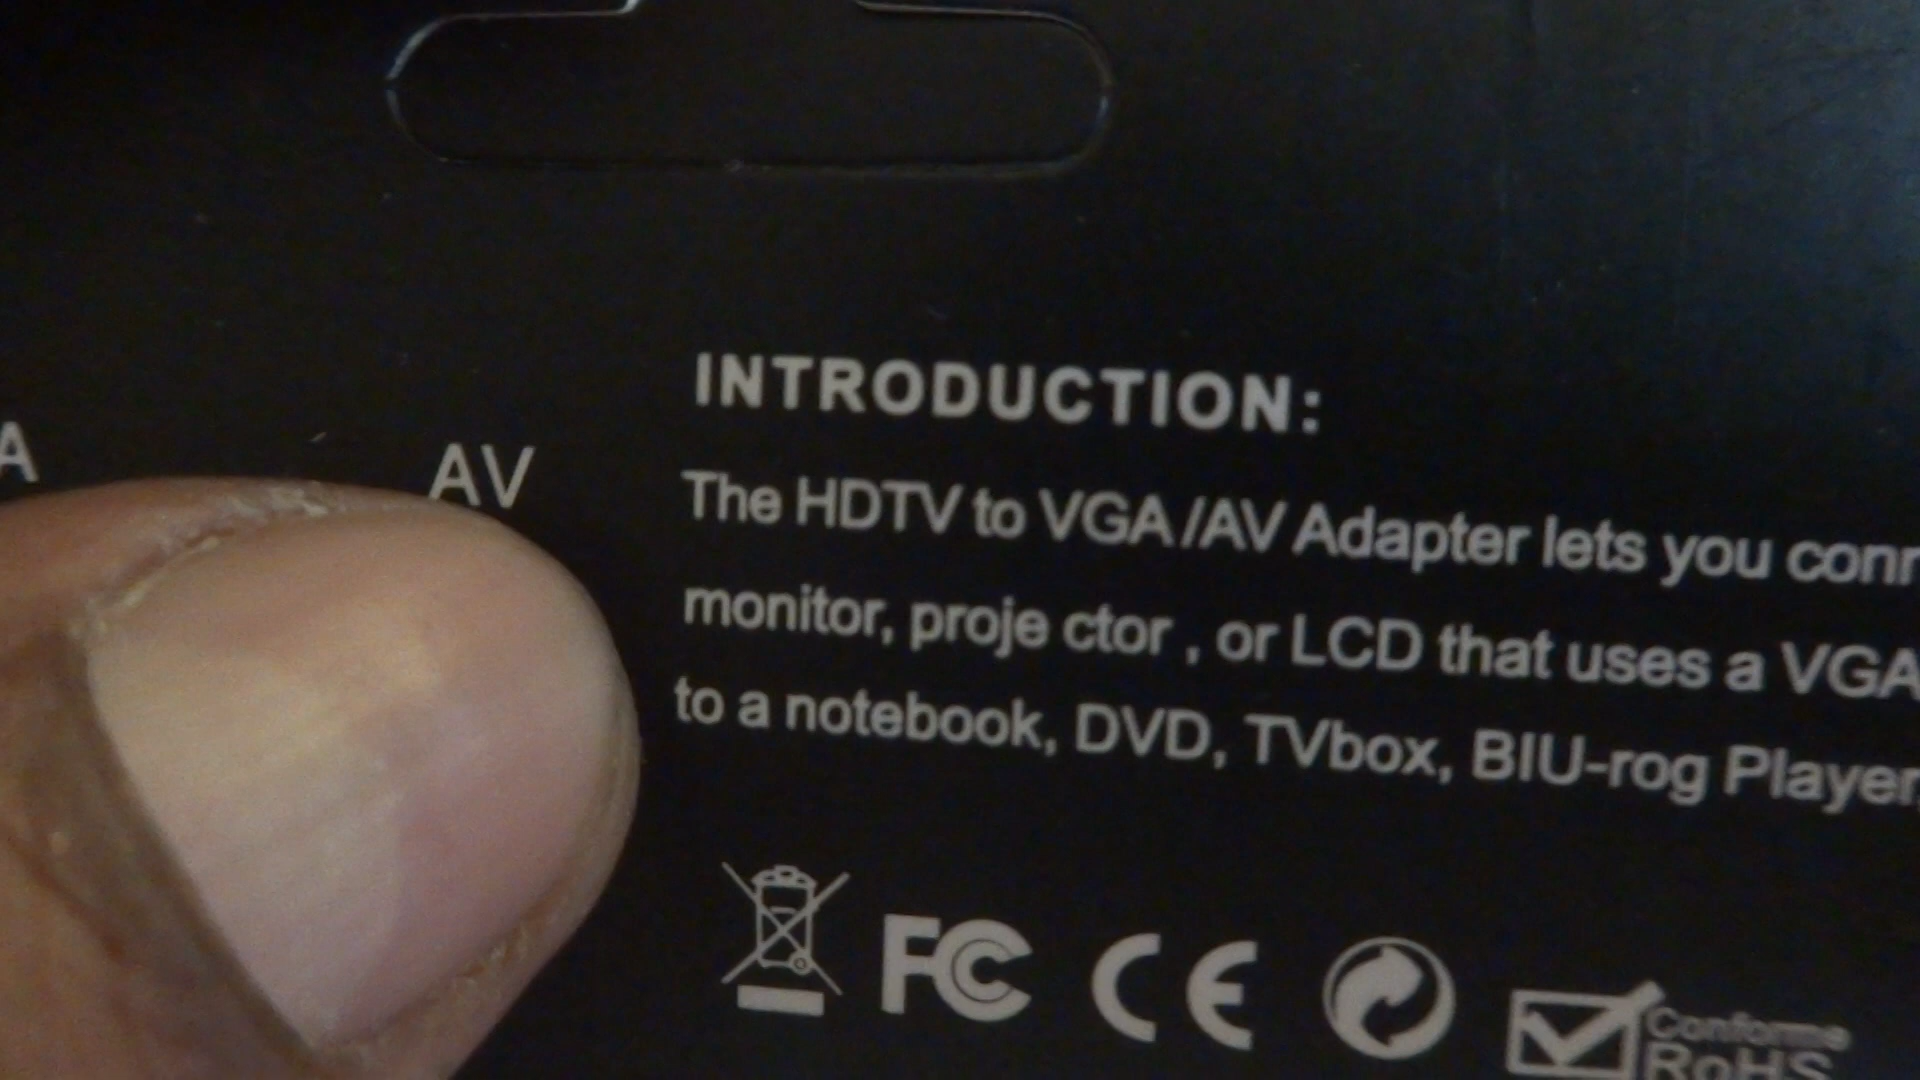 INTRODUCTION:
A AV
The HDTV to VGA/AV Adapter lets you conn
monitor, proje ctor , or LCD that uses a VGA
to a notebook, DVD, TVbox, BIU-rog Player.
FC CE
Conforme
RoHS